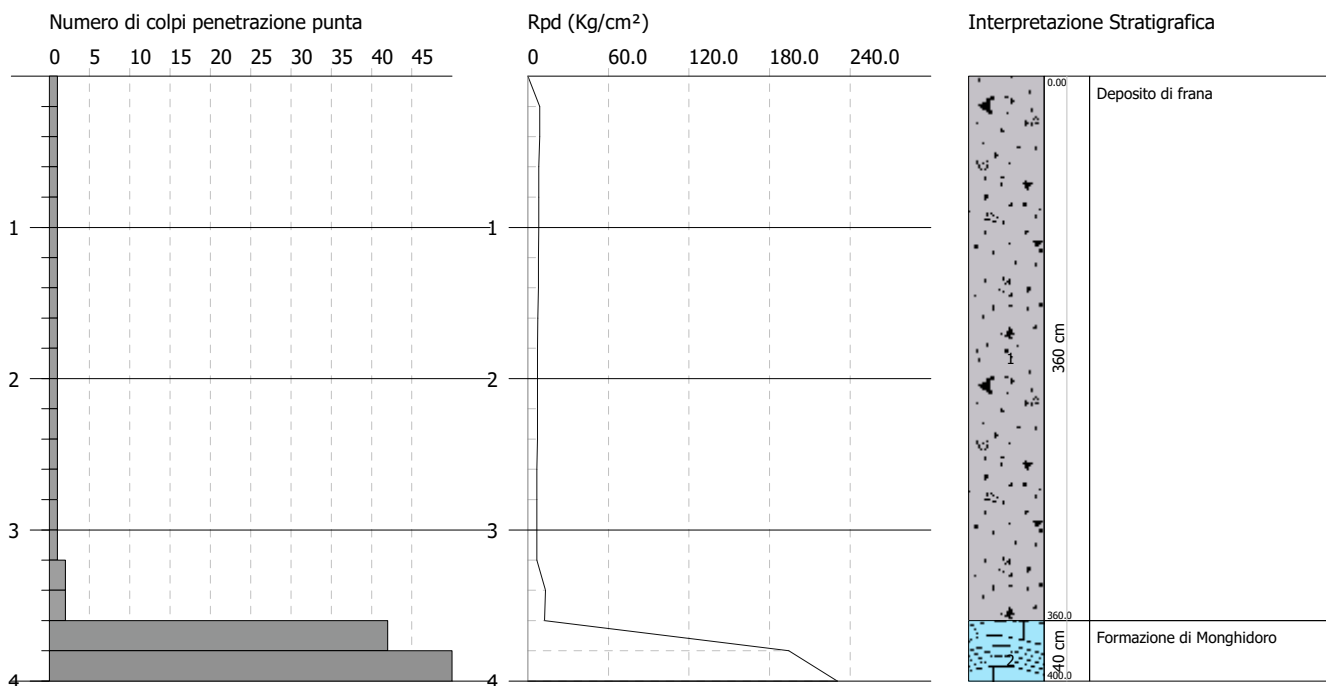 Numero di colpi penetrazione punta
0 5 10 15 20 25 30 35 40 45
1
2
3
4
Rpd (Kg/cm²)
0 60.0 120.0 180.0 240.0
1
2
3
4
Interpretazione Stratigrafica
0.00
Deposito di frana
1
360 cm
360.0
Formazione di Monghidoro
2
40 cm
400.0